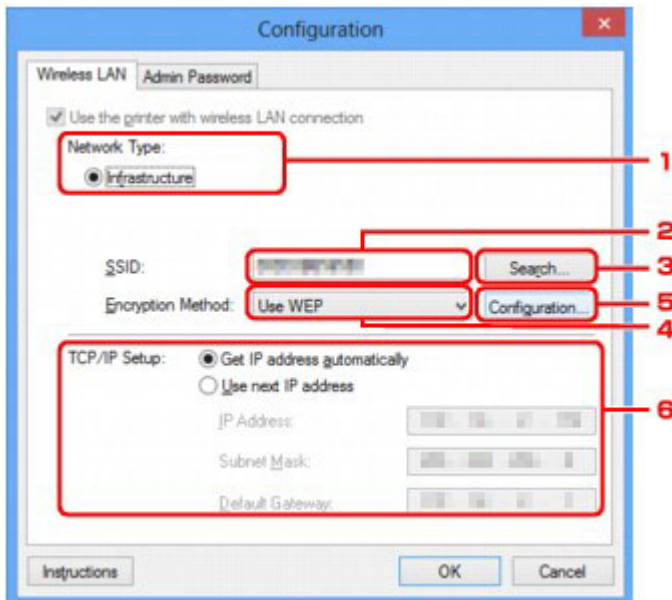 Configuration
Wireless LAN Admin Password
Use the printer with wireless LAN connection
Network Type:
1
Infrastructure
2
SSID: Search... 3
Encryption Method: Use WEP Configuration... 5
4
TCP/IP Setup: Get IP address automatically
Use next IP address
6
IP Address:
Subnet Mask:
Default Gateway:
Instructions OK Cancel